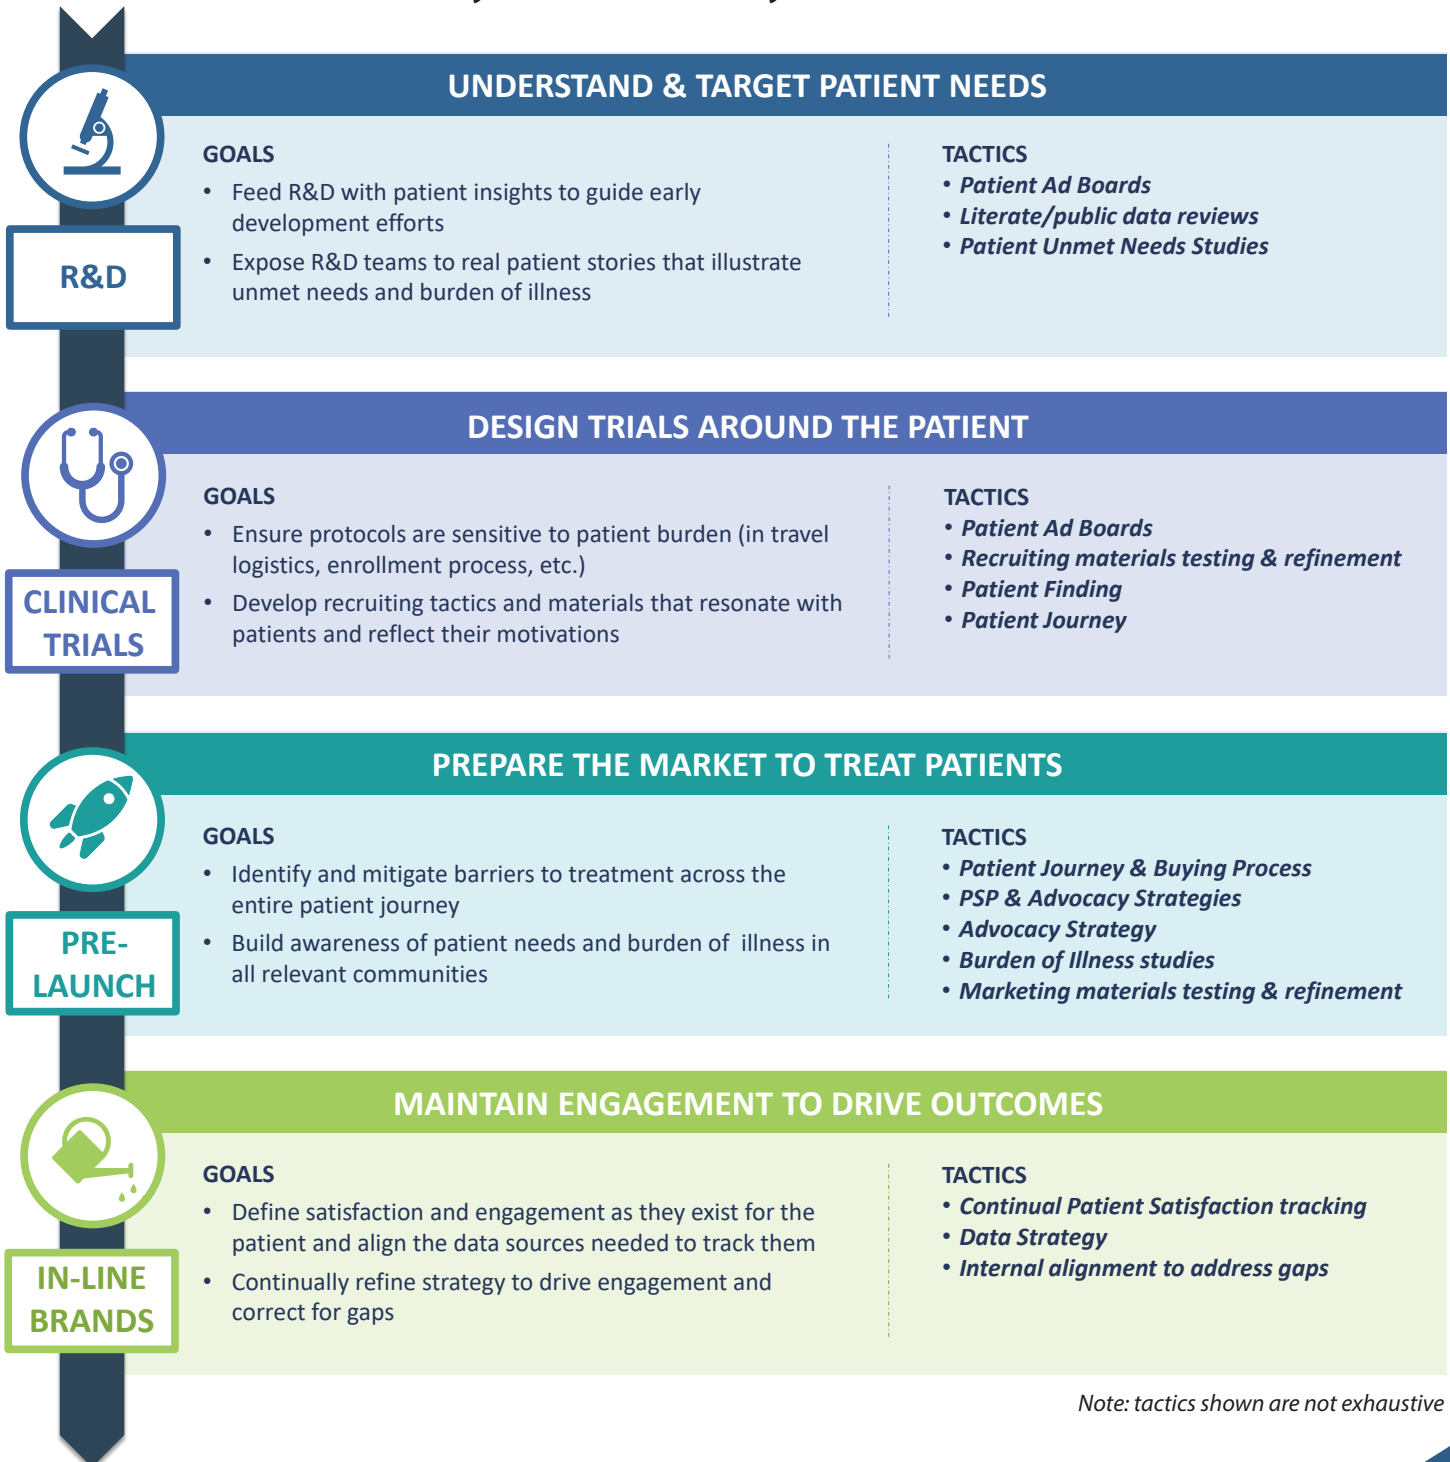 UNDERSTAND & TARGET PATIENT NEEDS
R&D
GOALS
• Feed R&D with patient insights to guide early
development efforts
• Expose R&D teams to real patient stories that illustrate
unmet needs and burden of illness
TACTICS
• Patient Ad Boards
• Literate/public data reviews
• Patient Unmet Needs Studies
DESIGN TRIALS AROUND THE PATIENT
CLINICAL
TRIALS
GOALS
• Ensure protocols are sensitive to patient burden (in travel
logistics, enrollment process, etc.)
• Develop recruiting tactics and materials that resonate with
patients and reflect their motivations
TACTICS
• Patient Ad Boards
• Recruiting materials testing & refinement
• Patient Finding
• Patient Journey
PREPARE THE MARKET TO TREAT PATIENTS
PRE-
LAUNCH
GOALS
• Identify and mitigate barriers to treatment across the
entire patient journey
• Build awareness of patient needs and burden of illness in
all relevant communities
TACTICS
• Patient Journey & Buying Process
• PSP & Advocacy Strategies
• Advocacy Strategy
• Burden of Illness studies
• Marketing materials testing & refinement
MAINTAIN ENGAGEMENT TO DRIVE OUTCOMES
IN-LINE
BRANDS
GOALS
• Define satisfaction and engagement as they exist for the
patient and align the data sources needed to track them
• Continually refine strategy to drive engagement and
correct for gaps
TACTICS
• Continual Patient Satisfaction tracking
• Data Strategy
• Internal alignment to address gaps
Note: tactics shown are not exhaustive